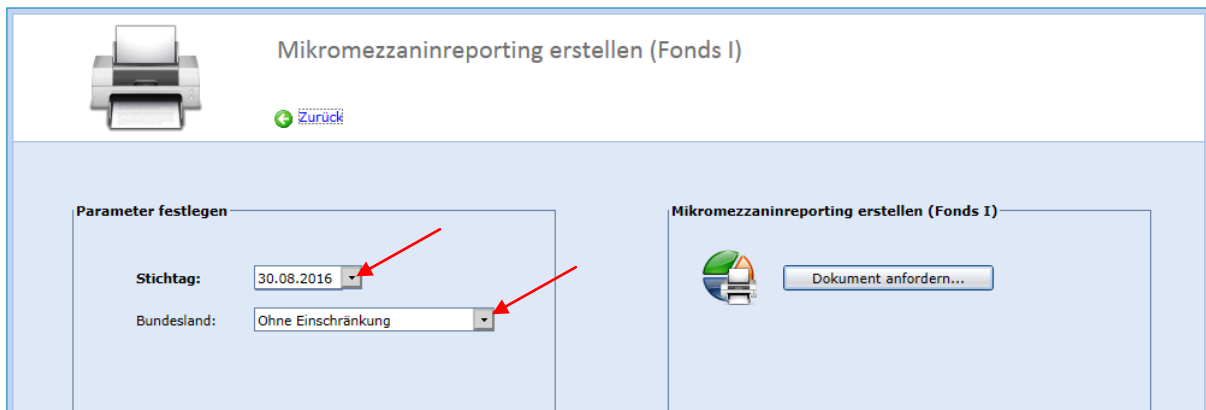 Mikromezzaninreporting erstellen (Fonds I)
Zurück
Parameter festlegen
Stichtag: 30.08.2016
Bundesland: Ohne Einschränkung
Mikromezzaninreporting erstellen (Fonds I)
Dokument anfordern...